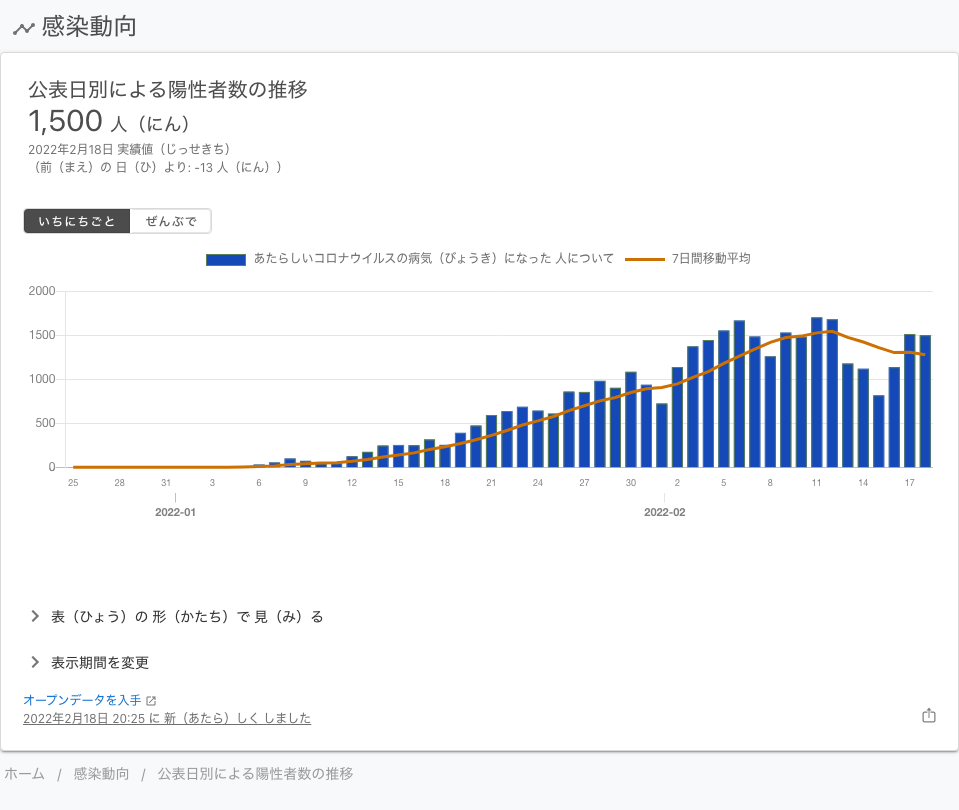 感染動向
公表日別による陽性者数の推移
1,500 人（にん）
2022年2月18日 実績値（じっせきち）
（前（まえ）の 日（ひ）より: -13 人（にん））
いちにちごと ぜんぶで
あたらしいコロナウイルスの病気（びょうき）になった 人について 7日間移動平均
2000
1500
1000
500
0
25 28 31 3 6 9 12 15 18 21 24 27 30 2 5 8 11 14 17
2022-01 2022-02
表（ひょう）の 形（かたち）で 見（み）る
表示期間を変更
オープンデータを入手
2022年2月18日 20:25 に 新（あたら）しく しました
ホーム / 感染動向 / 公表日別による陽性者数の推移